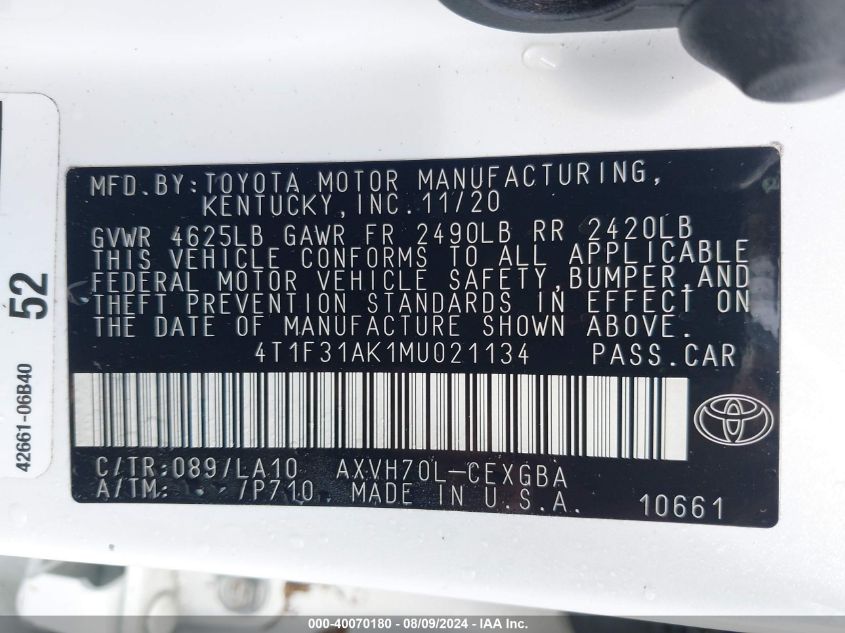 MFD.BY:TOYOTA MOTOR MANUFACTURING,
KENTUCKY,INC.11/20
GVWR 4625LB GAWR FR 2490LB RR 2420LB
THIS VEHICLE CONFORMS TO ALL APPLICABLE
FEDERAL MOTOR VEHICLE SAFETY,BUMPER,AND
THEFT PREVENTION STANDARDS IN EFFECT ON
THE DATE OF MANUFACTURE SHOWN ABOVE.
4T1F31AK1MU021134 PASS.CAR
C/TR:089/LA10 AXVH70L-CEXGBA
A/TM: /P710 MADE IN U.S.A. 10661
52
42661-06B40
000-40070180 - 08/09/2024 - IAA Inc.